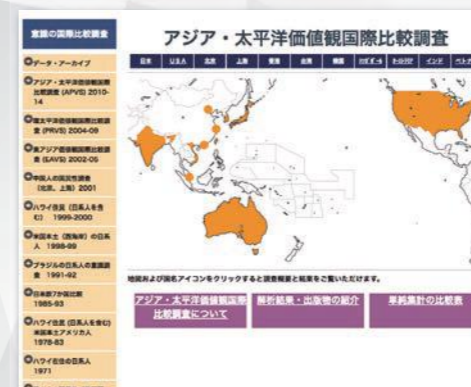 意識の国際比較調査
データ・アーカイブ
アジア・太平洋価値観国際
比較調査 (APVS) 2010-
14
環太平洋価値観国際比較調
査 (PRVS) 2004-09
東アジア価値観国際比較調
査 (EAVS) 2002-05
中国人の国民性調査
(北京、上海) 2001
ハワイ住民 (日系人を含
む) 1999-2000
米国本土 (西海岸) の日系
人 1998-99
ブラジルの日系人の意識調
査 1991-92
日米欧7か国比較
1985-93
ハワイ住民 (日系人を含む)
米国本土アメリカ人
1978-83
ハワイ在住の日系人
1971
アジア・太平洋価値観国際比較調査
日本 USA 北京 上海 香港 台湾 韓国 インド
地図および国名アイコンをクリックすると調査概要と結果をご覧いただけます。
アジア・太平洋価値観国際
比較調査について
解析結果・出版物の紹介
単純集計の比較表